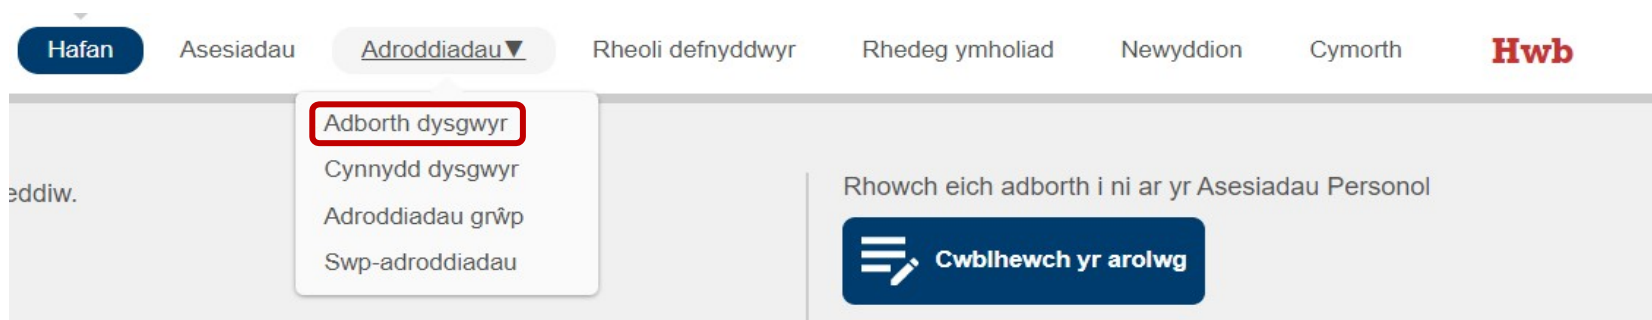 Hafan Asesiadau Adroddiadau▼ Rheoli defnyddwyr Rhedeg ymholiad Newyddion Cymorth Hwb
Adborth dysgwyr
Cynnydd dysgwyr
Adroddiadau grŵp
Swp-adroddiadau
eddiw.
Rhowch eich adborth i ni ar yr Asesiadau Personol
Cwblhewch yr arolwg